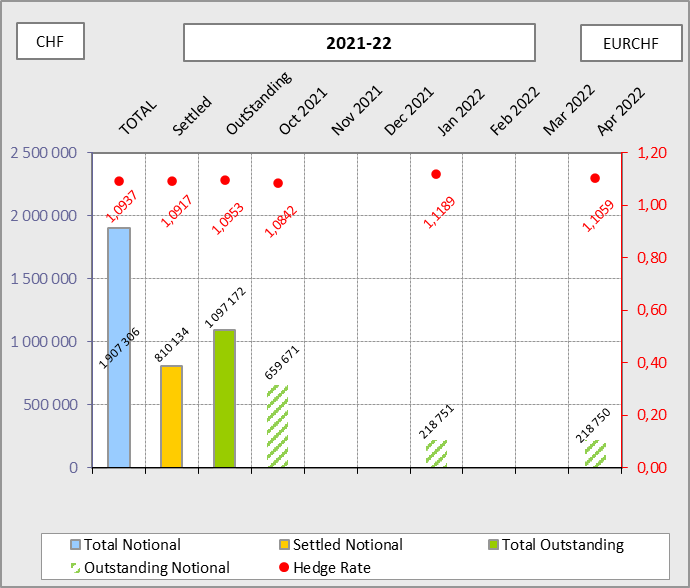 CHF
2021-22
EURCHF
TOTAL
Settled
OutStanding
Oct 2021
Nov 2021
Dec 2021
Jan 2022
Feb 2022
Mar 2022
Apr 2022
2 500 000
2 000 000
1 500 000
1 000 000
500 000
0
1,20
1,00
0,80
0,60
0,40
0,20
0,00
1,0937
1,0917
1,0953
1,0842
1,1189
1,1059
1 907 306
810 134
1 097 172
659 671
218 751
218 750
Total Notional
Settled Notional
Total Outstanding
Outstanding Notional
Hedge Rate